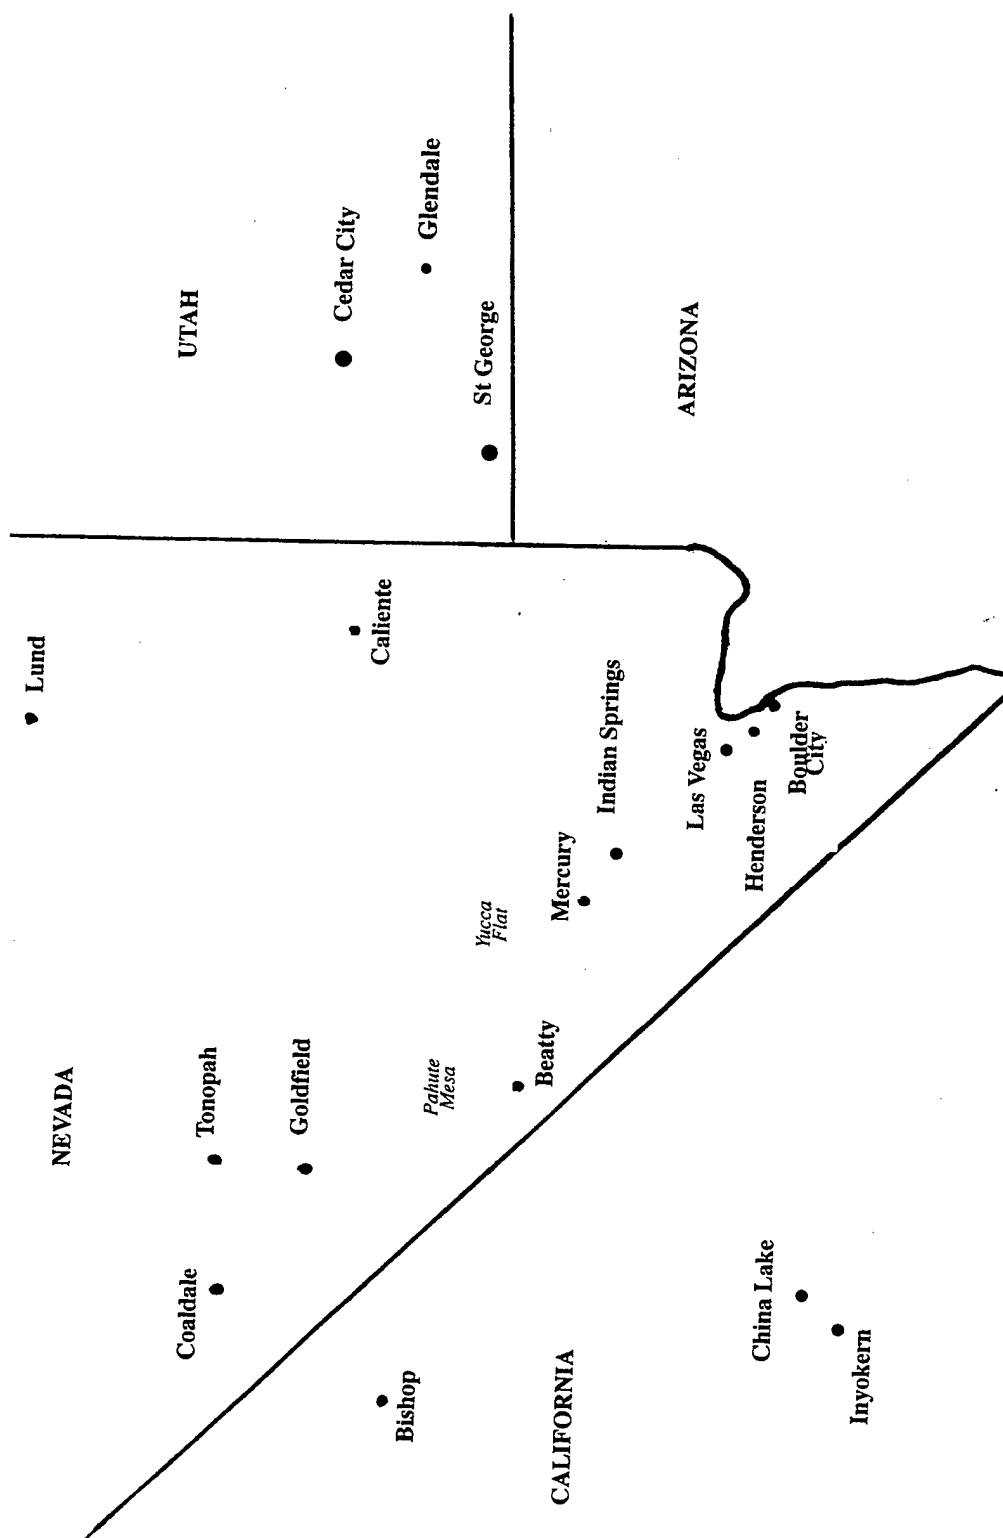 Lund
NEVADA
UTAH
Tonopah
Coaldale
Goldfield
Cedar City
Caliente
Bishop
Glendale
Pahute
Mesa
St George
Yucca
Flat
Beatty
Mercury
CALIFORNIA
Indian Springs
ARIZONA
Las Vegas
Henderson
Boulder
City
China Lake
Inyokern